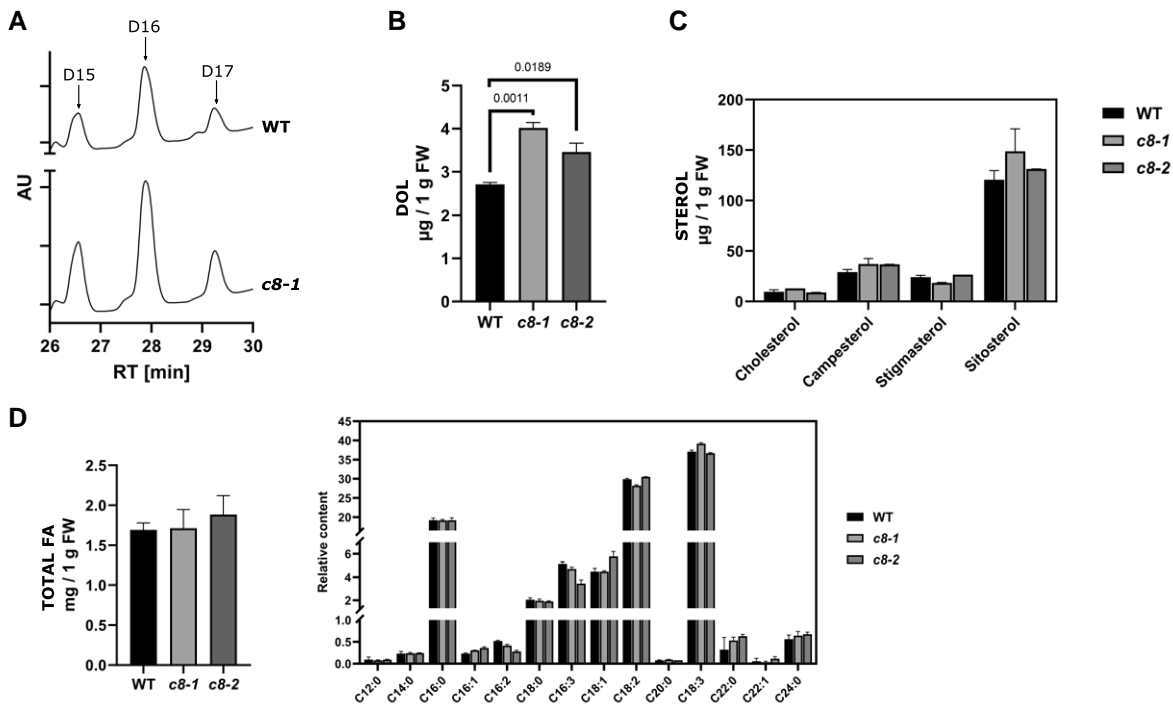 A
D15
D16
D17
WT
c8-1
AU
26 27 28 29 30
RT [min]
B
0.0189
0.0011
5
4
3
2
1
0
DOL
µg / 1 g FW
WT c8-1 c8-2
C
200
150
100
50
0
STEROL
µg / 1 g FW
Cholesterol
Campesterol
Stigmasterol
Sitosterol
WT
c8-1
c8-2
D
2.5
2.0
1.5
1.0
0.5
0.0
TOTAL FA
mg / 1 g FW
WT c8-1 c8-2
45
40
35
30
25
20
6
4
2
1.0
0.5
0.0
Relative content
C12:0
C14:0
C16:0
C16:1
C16:2
C18:0
C16:3
C18:1
C18:2
C20:0
C18:3
C22:0
C22:1
C24:0
WT
c8-1
c8-2